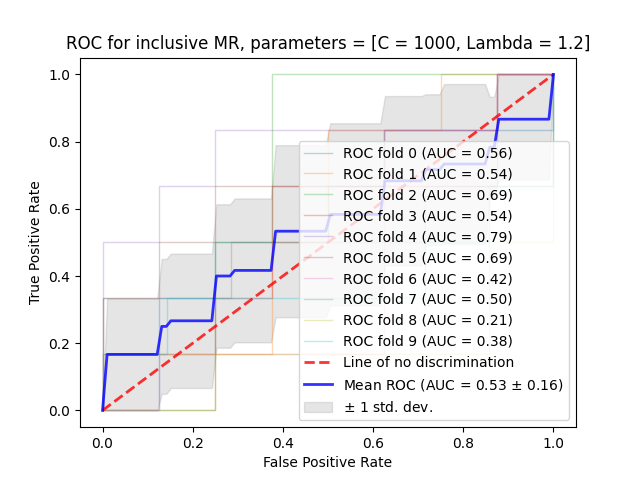 ROC for inclusive MR, parameters = [C = 1000, Lambda = 1.2]
True Positive Rate
1.0
0.8
0.6
0.4
0.2
0.0
ROC fold 0 (AUC = 0.56)
ROC fold 1 (AUC = 0.54)
ROC fold 2 (AUC = 0.69)
ROC fold 3 (AUC = 0.54)
ROC fold 4 (AUC = 0.79)
ROC fold 5 (AUC = 0.69)
ROC fold 6 (AUC = 0.42)
ROC fold 7 (AUC = 0.50)
ROC fold 8 (AUC = 0.21)
ROC fold 9 (AUC = 0.38)
Line of no discrimination
Mean ROC (AUC = 0.53 ± 0.16)
± 1 std. dev.
0.0 0.2 0.4 0.6 0.8 1.0
False Positive Rate